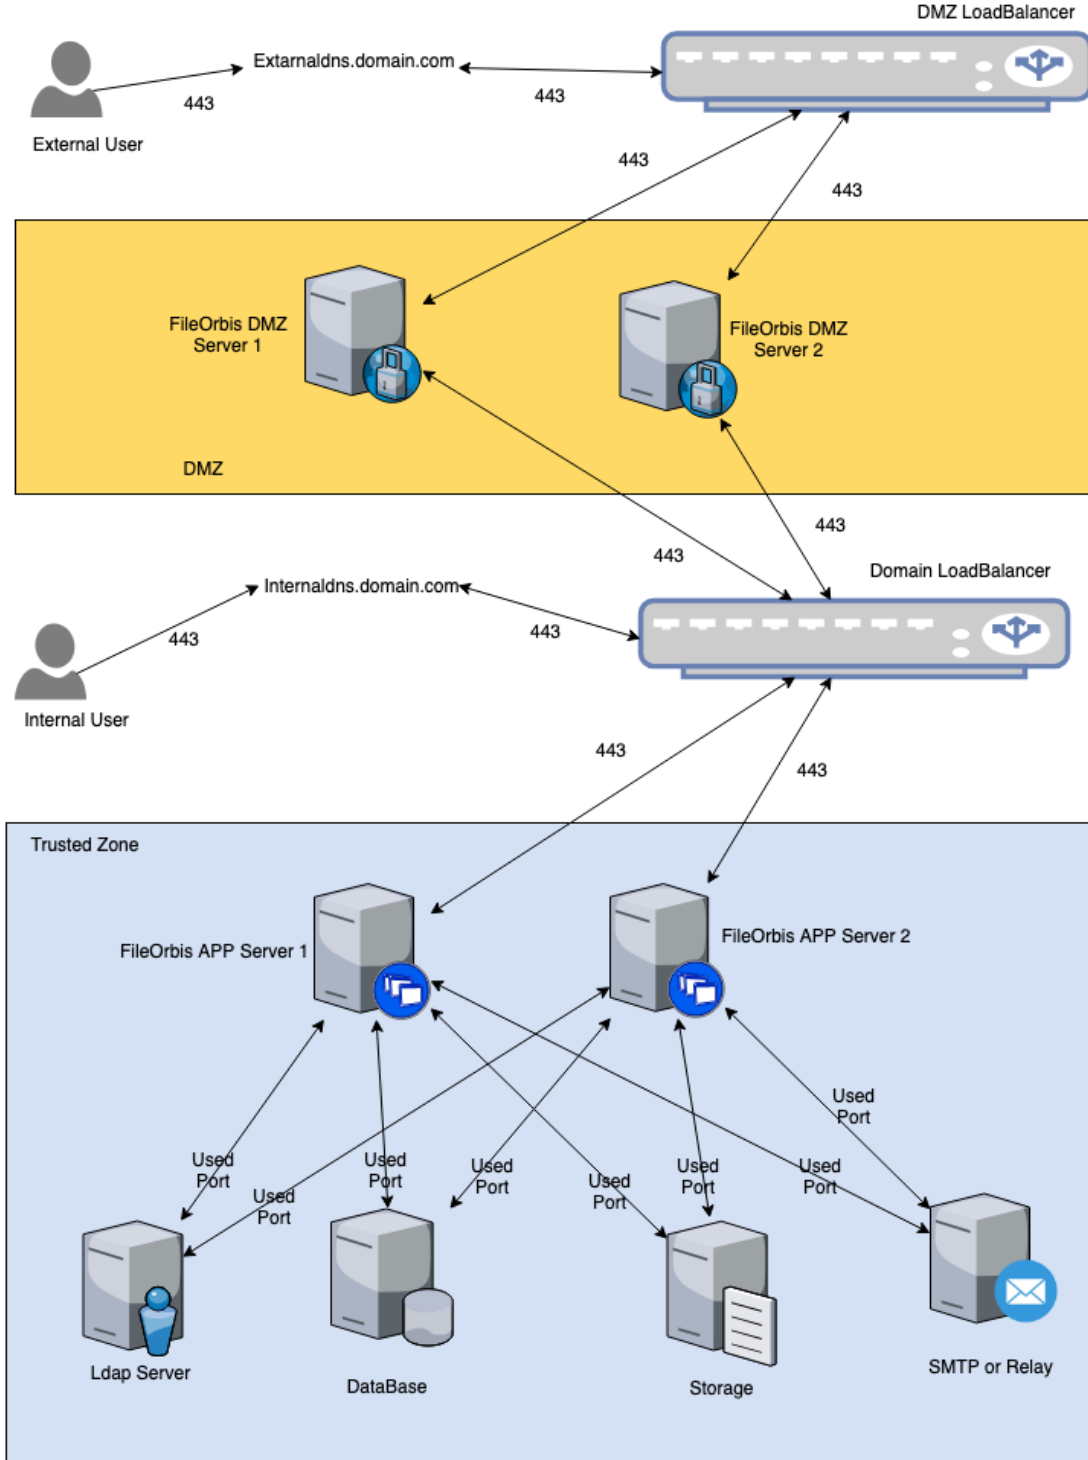 DMZ LoadBalancer
Extarnaldns.domain.com
443
443
External User
443
443
FileOrbis DMZ
Server 1
FileOrbis DMZ
Server 2
DMZ
443
443
Domain LoadBalancer
Internaldns.domain.com
443
443
Internal User
443
443
Trusted Zone
FileOrbis APP Server 1
FileOrbis APP Server 2
Used
Port
Used
Port
Used
Port
Used
Port
Used
Port
Used
Port
Used
Port
Used
Port
Ldap Server
DataBase
Storage
SMTP or Relay